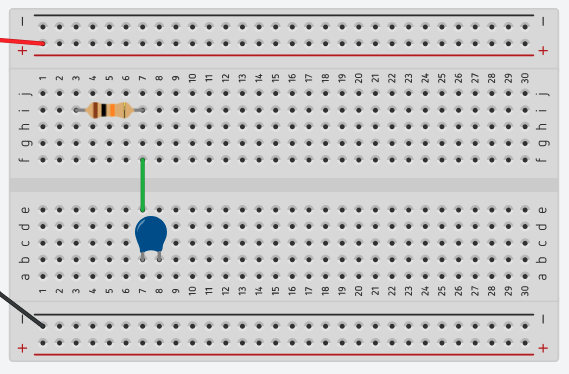 − −
+ +
1 2 3 4 5 6 7 8 9 10 11 12 13 14 15 16 17 18 19 20 21 22 23 24 25 26 27 28 29 30
j j
i i
h h
g g
f f
e e
d d
c c
b b
a a
1 2 3 4 5 6 7 8 9 10 11 12 13 14 15 16 17 18 19 20 21 22 23 24 25 26 27 28 29 30
− −
+ +